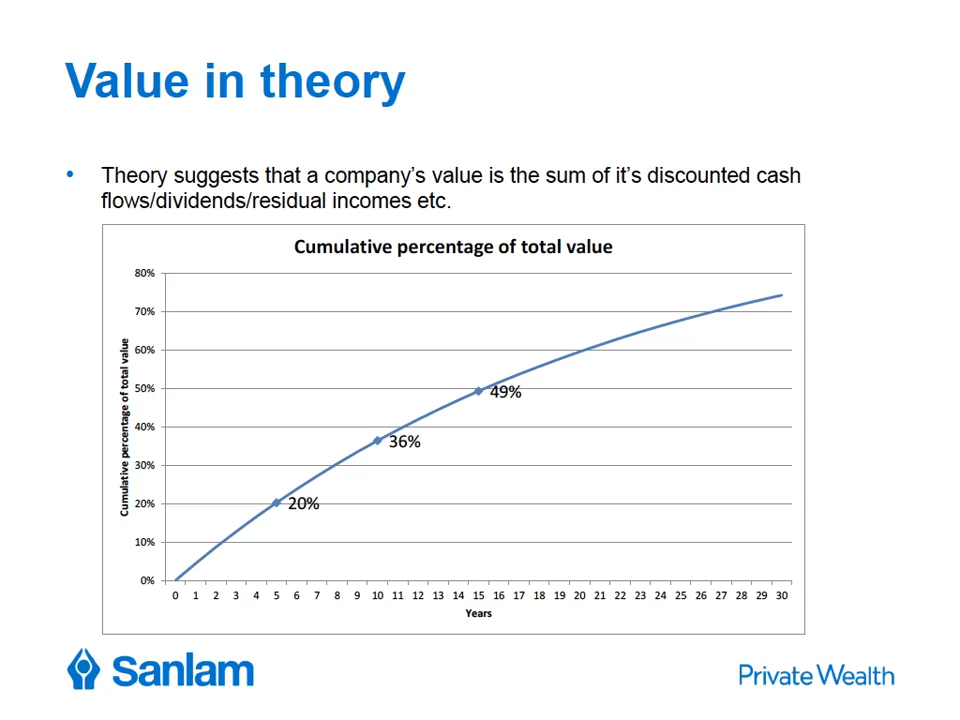 Value in theory
• Theory suggests that a company's value is the sum of it's discounted cash
flows/dividends/residual incomes etc.
Cumulative percentage of total value
80%
70%
60%
50%
40%
30%
20%
10%
0%
Cumulative percentage of total value
49%
36%
20%
0 1 2 3 4 5 6 7 8 9 10 11 12 13 14 15 16 17 18 19 20 21 22 23 24 25 26 27 28 29 30
Years
Sanlam
Private Wealth